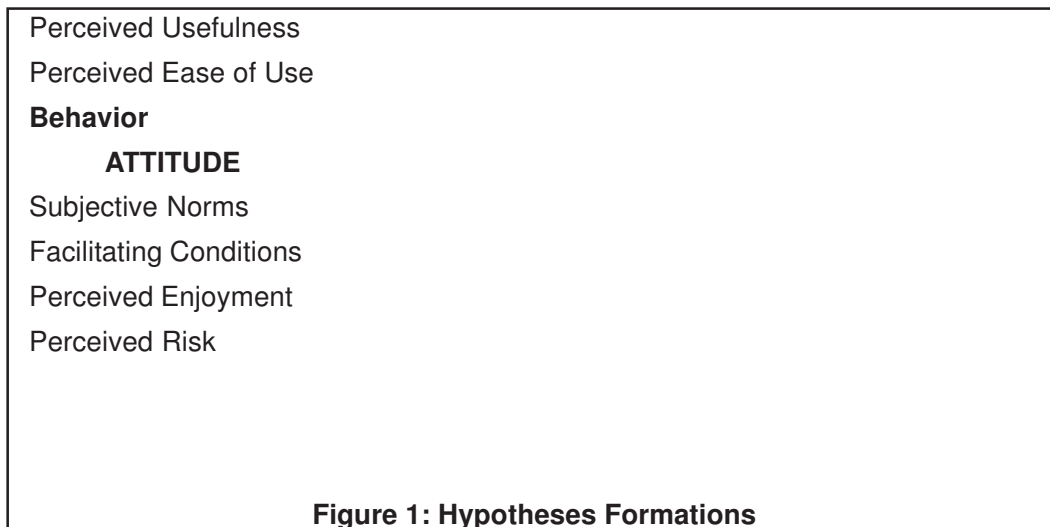 Perceived Usefulness
Perceived Ease of Use
Behavior
ATTITUDE
Subjective Norms
Facilitating Conditions
Perceived Enjoyment
Perceived Risk
Figure 1: Hypotheses Formations